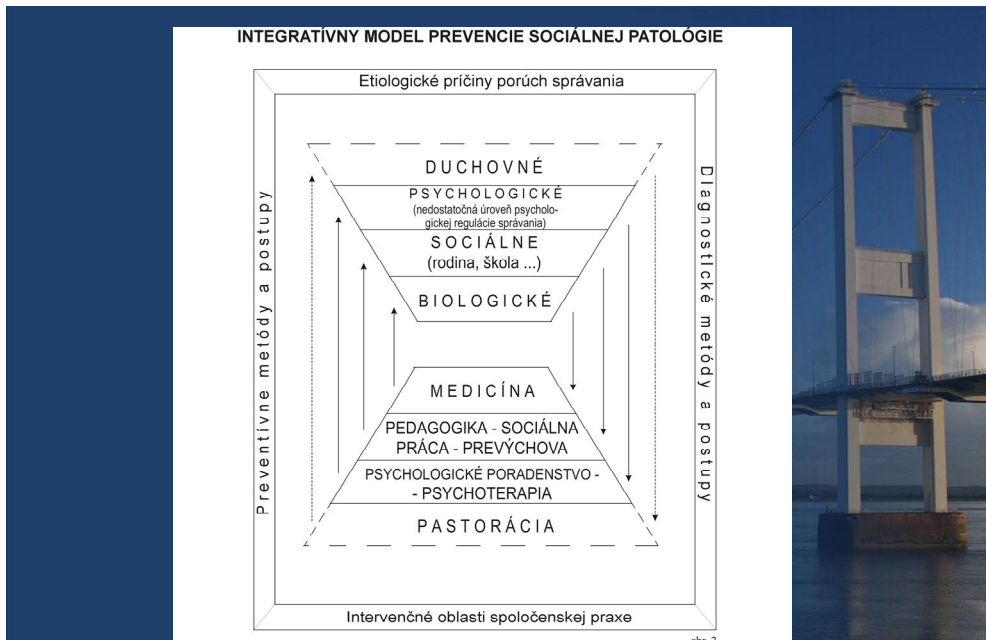 INTEGRATÍVNY MODEL PREVENCIE SOCIÁLNEJ PATOLÓGIE
Etiologické príčiny porúch správania
Preventívne metódy a postupy
DUCHOVNÉ
PSYCHOLOGICKÉ
(nedostatočná úroveň psycholo-
gickej regulácie správania)
SOCIÁLNE
(rodina, škola ...)
BIOLOGICKÉ
MEDICÍNA
PEDAGOGIKA - SOCIÁLNA
PRÁCA - PREVÝCHOVA
PSYCHOLOGICKÉ PORADENSTVO -
- PSYCHOTERAPIA
PASTORÁCIA
Diagnostické metódy a postupy
Intervenčné oblasti spoločenskej praxe